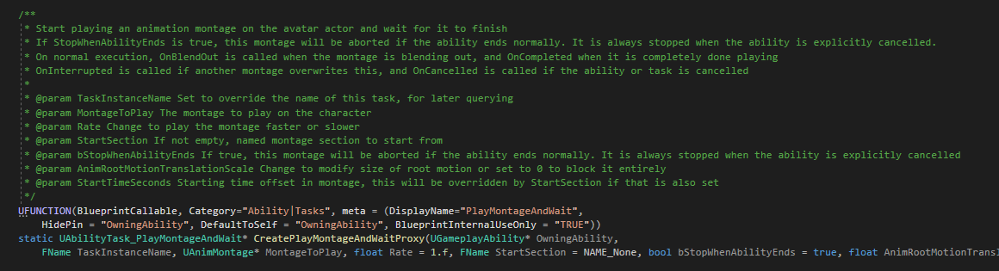 /**
* Start playing an animation montage on the avatar actor and wait for it to finish
* If StopWhenAbilityEnds is true, this montage will be aborted if the ability ends normally. It is always stopped when the ability is explicitly cancelled.
* On normal execution, OnBlendOut is called when the montage is blending out, and OnCompleted when it is completely done playing
* OnInterrupted is called if another montage overwrites this, and OnCancelled is called if the ability or task is cancelled
*
* @param TaskInstanceName Set to override the name of this task, for later querying
* @param MontageToPlay The montage to play on the character
* @param Rate Change to play the montage faster or slower
* @param StartSection If not empty, named montage section to start from
* @param bStopWhenAbilityEnds If true, this montage will be aborted if the ability ends normally. It is always stopped when the ability is explicitly cancelled
* @param AnimRootMotionTranslationScale Change to modify size of root motion or set to 0 to block it entirely
* @param StartTimeSeconds Starting time offset in montage, this will be overridden by StartSection if that is also set
*/
UFUNCTION(BlueprintCallable, Category="Ability|Tasks", meta = (DisplayName="PlayMontageAndWait",
HidePin = "OwningAbility", DefaultToSelf = "OwningAbility", BlueprintInternalUseOnly = "TRUE"))
static UAbilityTask_PlayMontageAndWait* CreatePlayMontageAndWaitProxy(UGameplayAbility* OwningAbility,
FName TaskInstanceName, UAnimMontage* MontageToPlay, float Rate = 1.f, FName StartSection = NAME_None, bool bStopWhenAbilityEnds = true, float